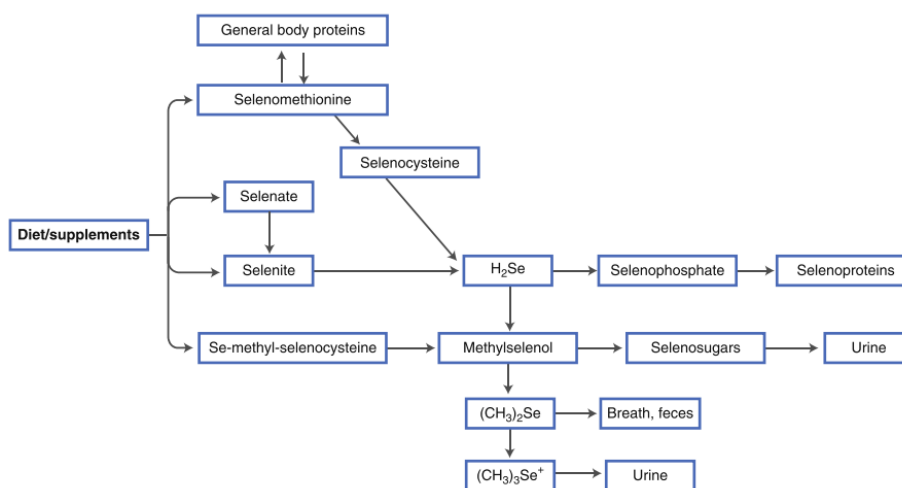 General body proteins
Selenomethionine
Selenocysteine
Selenate
Diet/supplements
Selenite
H₂Se
Selenophosphate
Selenoproteins
Se-methyl-selenocysteine
Methylselenol
Selenosugars
Urine
(CH₃)₂Se
Breath, feces
(CH₃)₃Se⁺
Urine